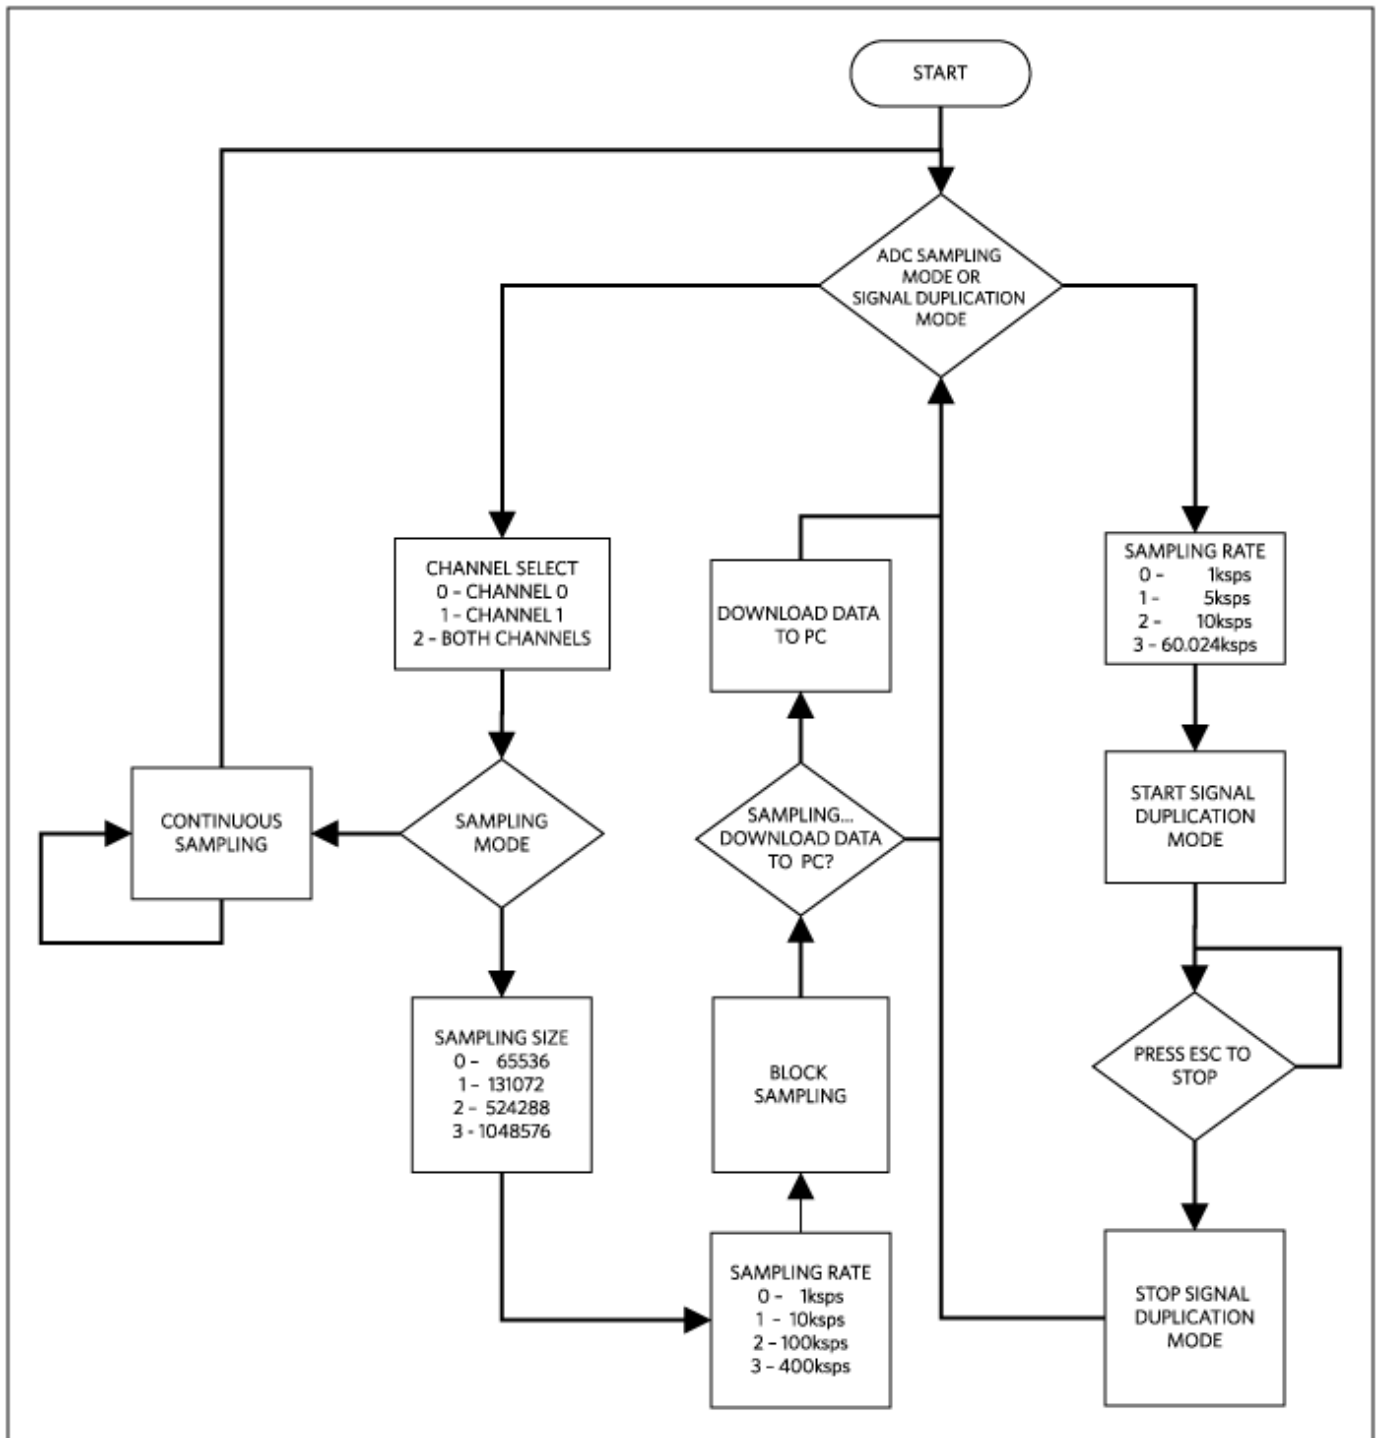 START
ADC SAMPLING
MODE OR
SIGNAL DUPLICATION
MODE
CHANNEL SELECT
0 – CHANNEL 0
1 – CHANNEL 1
2 – BOTH CHANNELS
DOWNLOAD DATA
TO PC
SAMPLING RATE
0 – 1ksps
1 – 5ksps
2 – 10ksps
3 – 60.024ksps
CONTINUOUS
SAMPLING
SAMPLING
MODE
SAMPLING...
DOWNLOAD DATA
TO PC?
START SIGNAL
DUPLICATION
MODE
SAMPLING SIZE
0 – 65536
1 – 131072
2 – 524288
3 - 1048576
BLOCK
SAMPLING
PRESS ESC TO
STOP
SAMPLING RATE
0 – 1ksps
1 – 10ksps
2 – 100ksps
3 – 400ksps
STOP SIGNAL
DUPLICATION
MODE